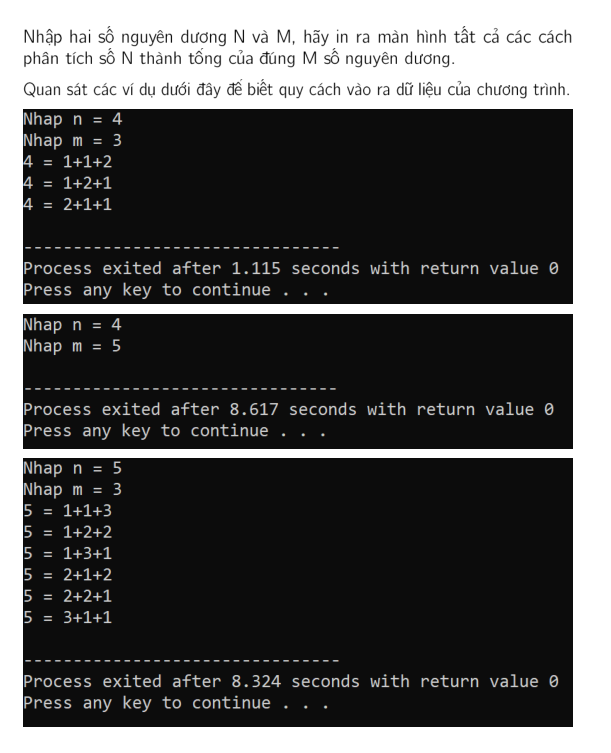 Nhập hai số nguyên dương N và M, hãy in ra màn hình tất cả các cách
phân tích số N thành tổng của đúng M số nguyên dương.
Quan sát các ví dụ dưới đây để biết quy cách vào ra dữ liệu của chương trình.
Nhap n = 4
Nhap m = 3
4 = 1+1+2
4 = 1+2+1
4 = 2+1+1
--------------------------------
Process exited after 1.115 seconds with return value 0
Press any key to continue . . .
Nhap n = 4
Nhap m = 5
--------------------------------
Process exited after 8.617 seconds with return value 0
Press any key to continue . . .
Nhap n = 5
Nhap m = 3
5 = 1+1+3
5 = 1+2+2
5 = 1+3+1
5 = 2+1+2
5 = 2+2+1
5 = 3+1+1
--------------------------------
Process exited after 8.324 seconds with return value 0
Press any key to continue . . .